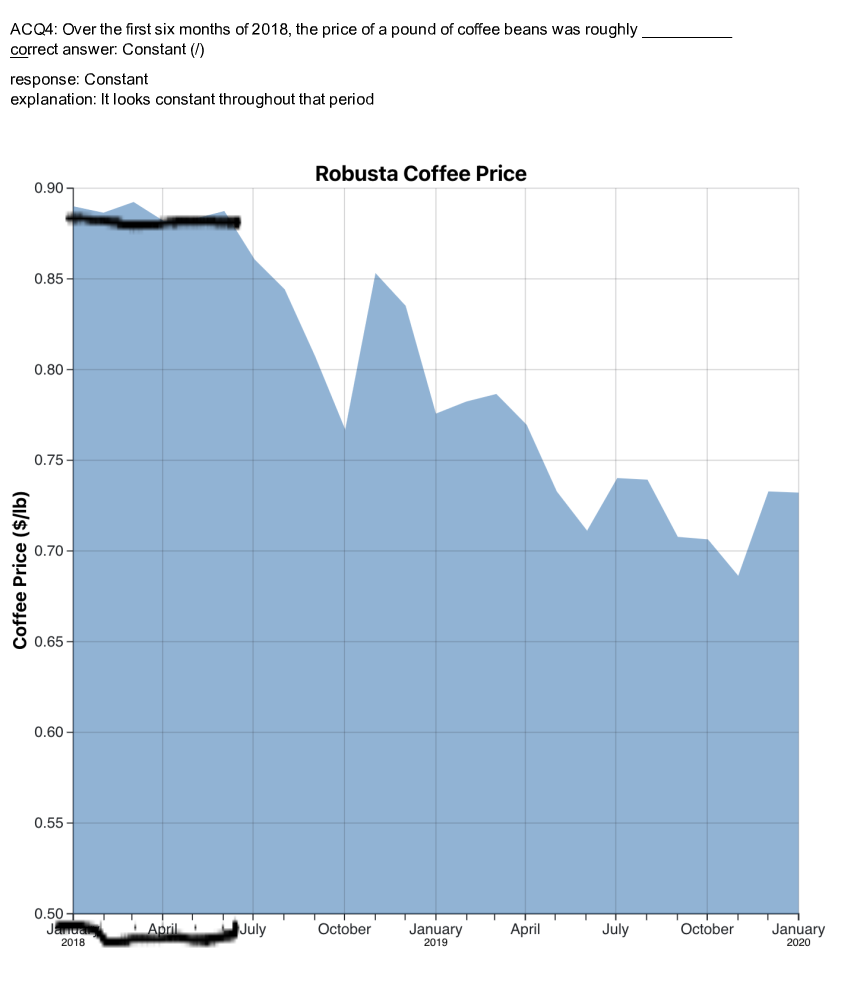 ACQ4: Over the first six months of 2018, the price of a pound of coffee beans was roughly ___________
correct answer: Constant (/)
response: Constant
explanation: It looks constant throughout that period
Robusta Coffee Price
Coffee Price ($/lb)
0.90
0.85
0.80
0.75
0.70
0.65
0.60
0.55
0.50
January April July October January April July October January
2018 2019 2020